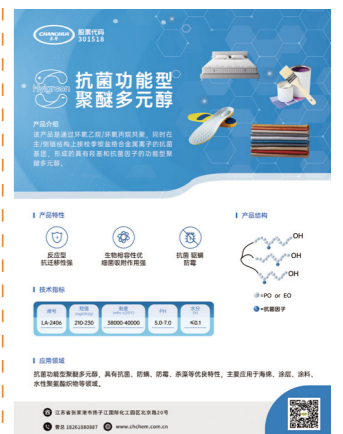 CHANGHUA
股票代码
301518
Hygreen
抗菌功能型
聚醚多元醇
产品介绍
该产品是通过环氧乙烷/环氧丙烷共聚，同时在
主/侧链结构上接枝季铵盐络合金属离子的抗菌
基团，形成的具有羟基和抗菌因子的功能型聚
醚多元醇。
产品特性
产品结构
反应型
抗迁移性强
生物相容性优
细菌吸附作用强
抗菌 驱螨
防霉
OH
OH
OH
=PO or EO
=抗菌因子
技术指标
牌号
羟值
黏度
PH
水分
LA-2406
210-230
38000-40000
5.0-7.0
≤0.1
应用领域
抗菌功能型聚醚多元醇，具有抗菌、防螨、防霉、杀藻等优良特性，主要应用于海绵、涂层、涂料、
水性聚氨酯织物等领域。
江苏省张家港市扬子江国际化工园区北京路20号
曹总 18261880887
www.chchem.com.cn